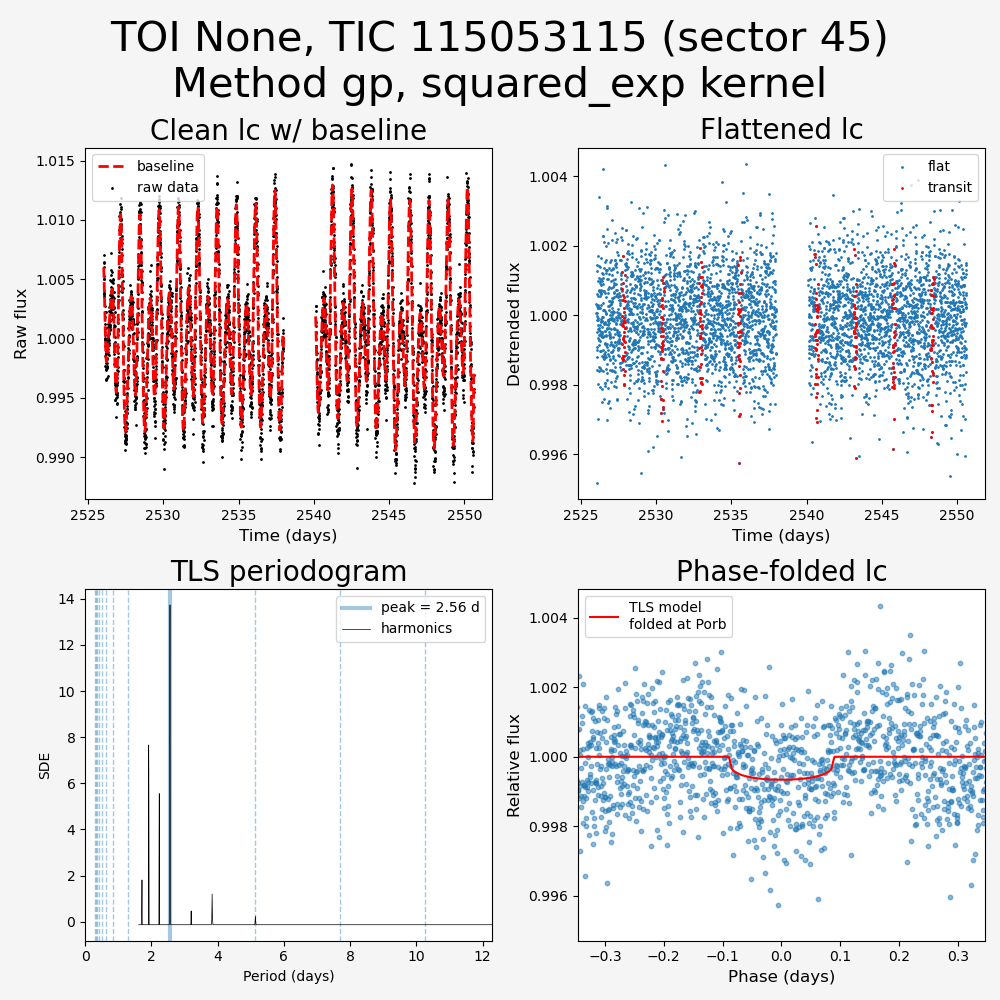 TOI None, TIC 115053115 (sector 45)
Method gp, squared_exp kernel
Clean lc w/ baseline
1.015
1.010
1.005
1.000
0.995
0.990
Raw flux
baseline
raw data
2525
2530
2535
2540
2545
2550
Time (days)
Flattened lc
1.004
1.002
1.000
0.998
0.996
Detrended flux
flat
transit
2525
2530
2535
2540
2545
2550
Time (days)
TLS periodogram
14
12
10
8
6
4
2
0
SDE
peak = 2.56 d
harmonics
0
2
4
6
8
10
12
Period (days)
Phase-folded lc
1.004
1.002
1.000
0.998
0.996
Relative flux
TLS model
folded at Porb
−0.3
−0.2
−0.1
0.0
0.1
0.2
0.3
Phase (days)